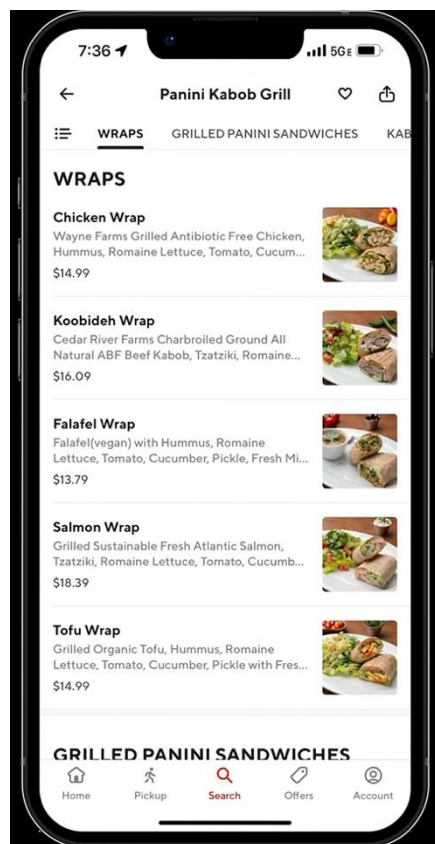 7:36
5GE
Panini Kabob Grill
WRAPS GRILLED PANINI SANDWICHES KAB
WRAPS
Chicken Wrap
Wayne Farms Grilled Antibiotic Free Chicken,
Hummus, Romaine Lettuce, Tomato, Cucum...
$14.99
Koobideh Wrap
Cedar River Farms Charbroiled Ground All
Natural ABF Beef Kabob, Tzatziki, Romaine...
$16.09
Falafel Wrap
Falafel(vegan) with Hummus, Romaine
Lettuce, Tomato, Cucumber, Pickle, Fresh Mi...
$13.79
Salmon Wrap
Grilled Sustainable Fresh Atlantic Salmon,
Tzatziki, Romaine Lettuce, Tomato, Cucumb...
$18.39
Tofu Wrap
Grilled Organic Tofu, Hummus, Romaine
Lettuce, Tomato, Cucumber, Pickle with Fres...
$14.99
GRILLED PANINI SANDWICHES
Home Pickup Search Offers Account